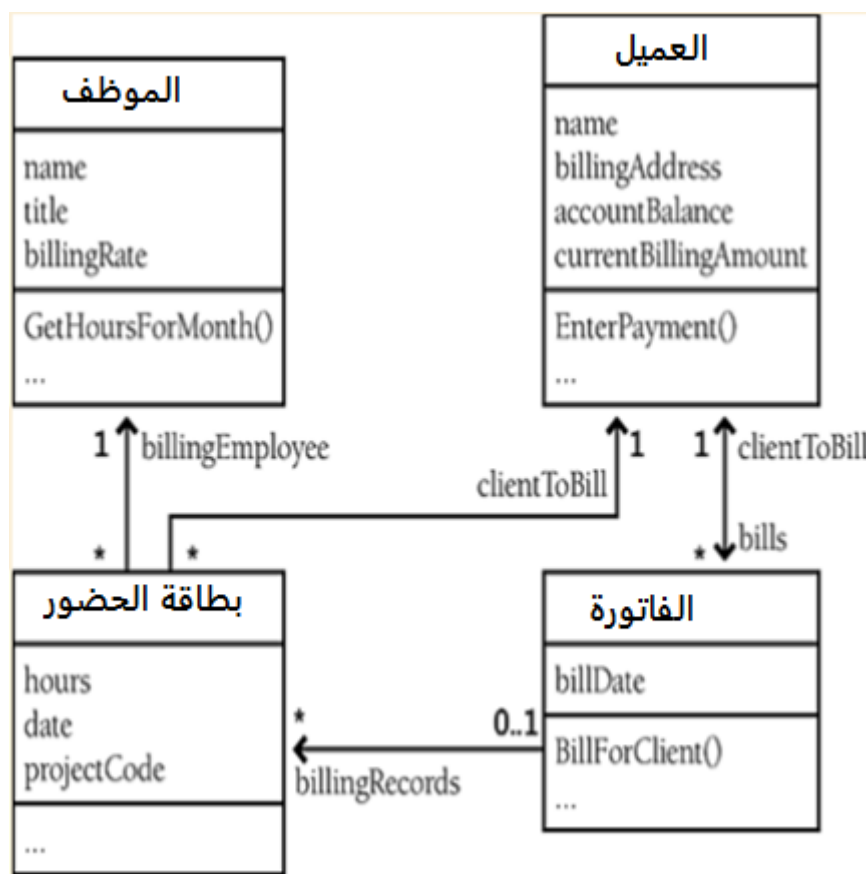 الموظف
name
title
billingRate
GetHoursForMonth()
...
العميل
name
billingAddress
accountBalance
currentBillingAmount
EnterPayment()
...
1
billingEmployee
*
1
clientToBill
*
1
clientToBill
bills
*
بطاقة الحضور
hours
date
projectCode
...
*
0..1
billingRecords
الفاتورة
billDate
BillForClient()
...